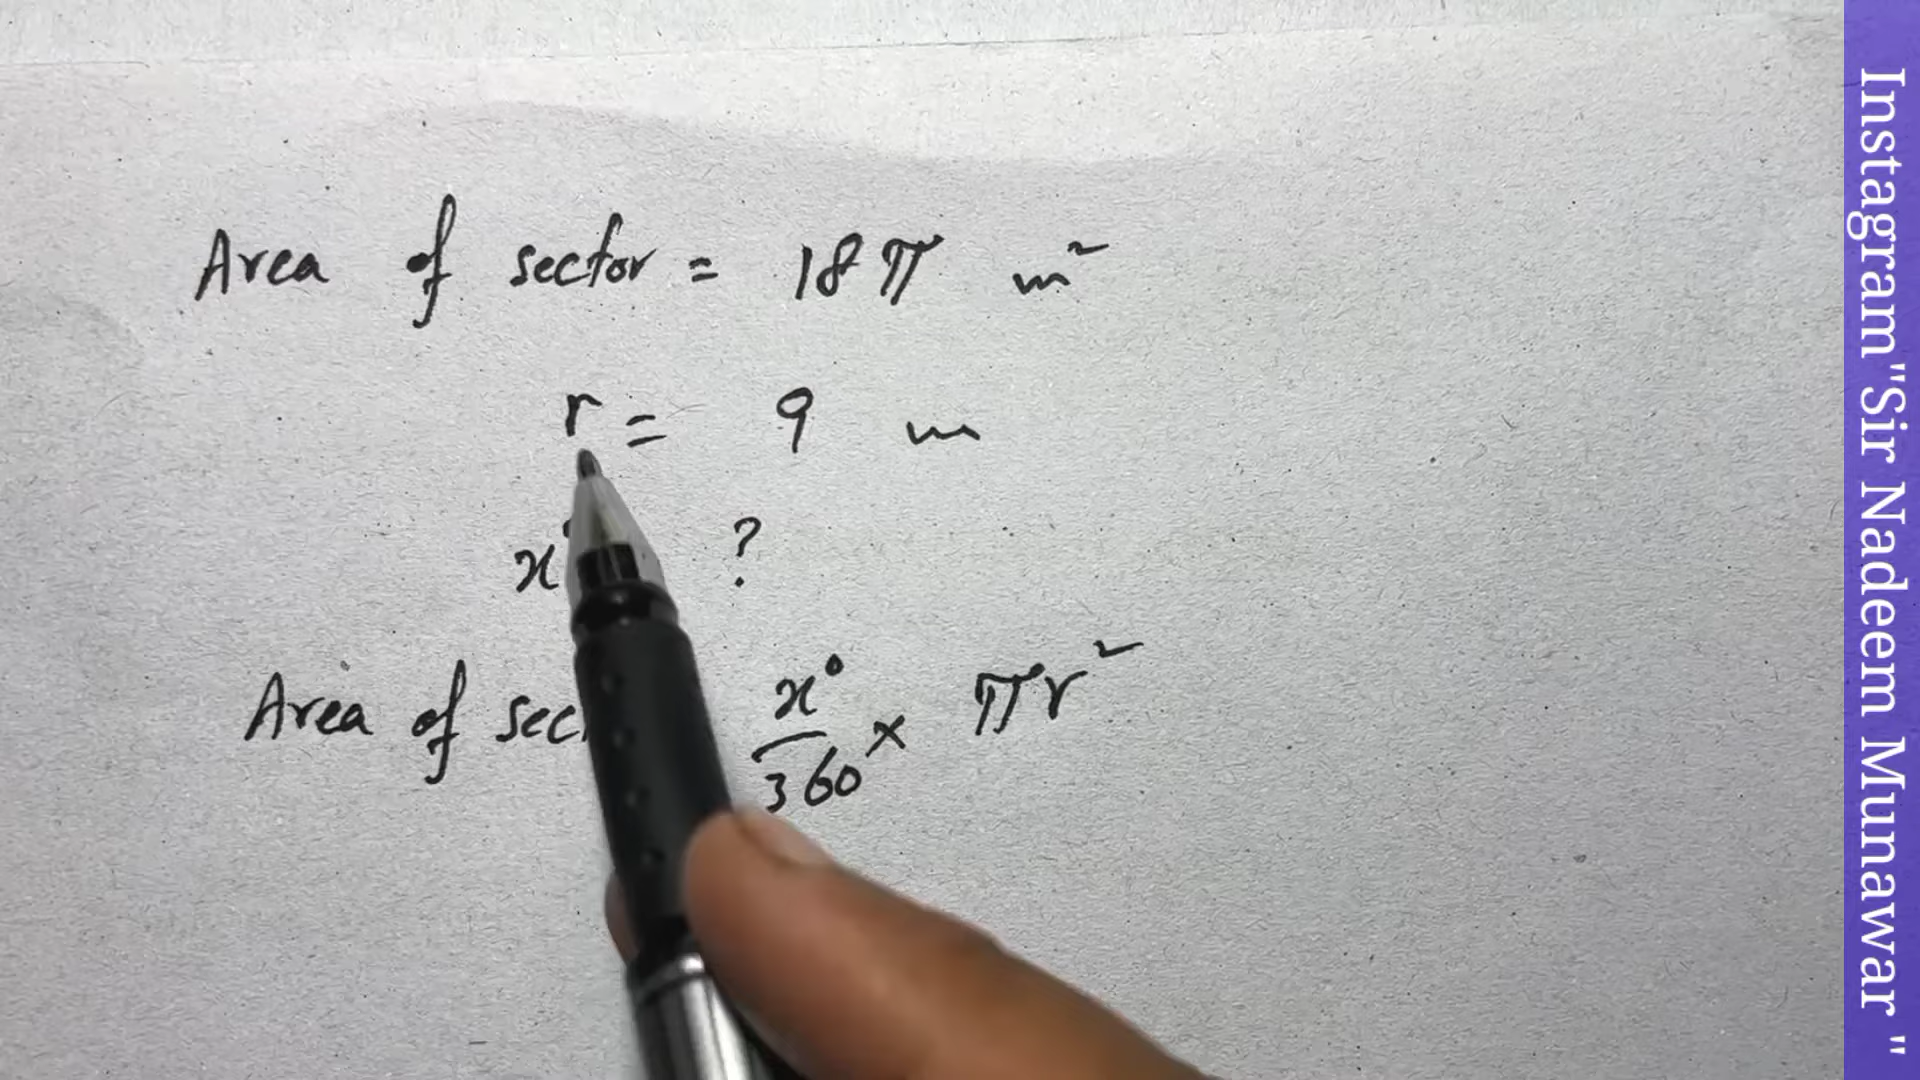 Area of sector = 18π m²
r = 9 m
x ?
Area of sec x°/360 × πr²
Instagram"Sir Nadeem Munawar "